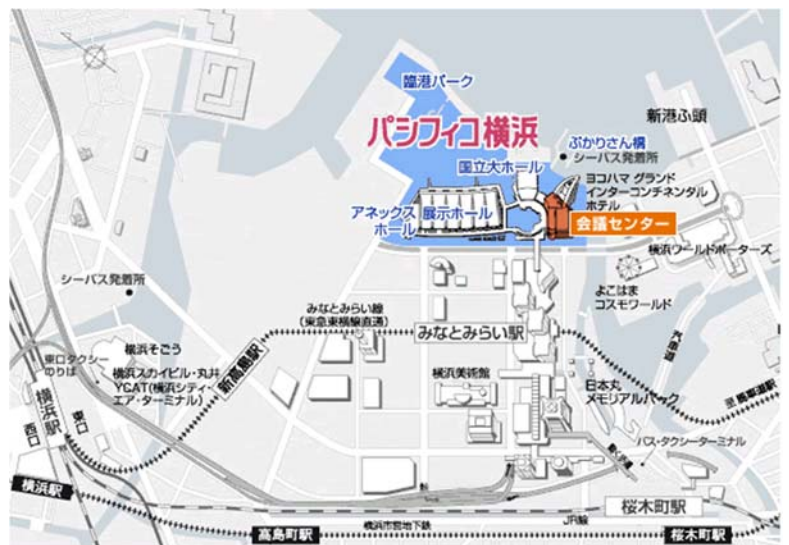 臨港パーク
新港ふ頭
パシフィコ横浜
ぷかりさん橋
シーバス発着所
国立大ホール
ヨコハマ グランド
インターコンチネンタル
ホテル
アネックス
ホール
展示ホール
会議センター
横浜ワールドポーターズ
シーバス発着所
よこはま
コスモワールド
みなとみらい線
(東急東横線直通)
みなとみらい駅
新高島駅
東口タクシー
のりば
横浜そごう
横浜スカイビル・丸井
YCAT(横浜シティ・
エア・ターミナル)
横浜美術館
日本丸
メモリアルパーク
馬車道駅
横浜駅
西口
東口
バス・タクシーターミナル
横浜駅
桜木町駅
高島町駅
横浜市営地下鉄
JR線
桜木町駅